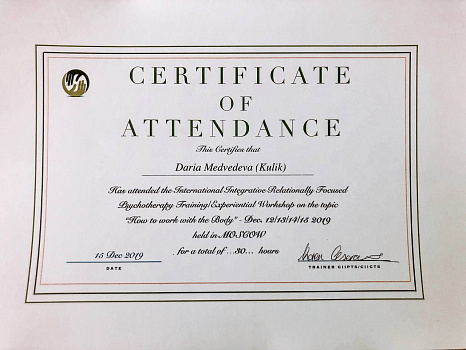 CERTIFICATE
OF
ATTENDANCE
This Certifies that
Daria Medvedeva (Kulik)
Has attended the International Integrative Relationally Focused
Psychotherapy Training/Experiential Workshop on the topic
"How to work with the Body" - Dec. 12/13/14/15 2019
held in MOSCOW
for a total of ...30... hours
15 Dec 2019
DATE
TRAINER CIIPTS/CIICTS